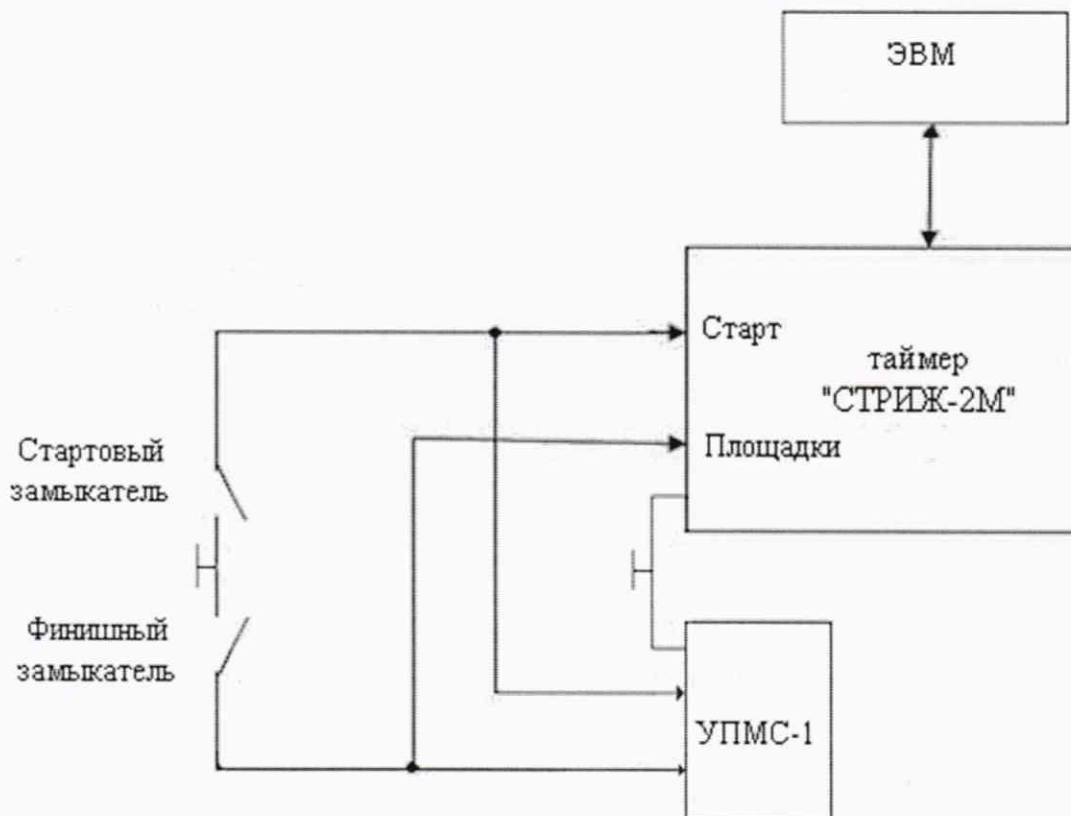 ЭВМ
Старт
таймер
"СТРИЖ-2М"
Площадки
Стартовый
замыкатель
Финишный
замыкатель
УПМС-1